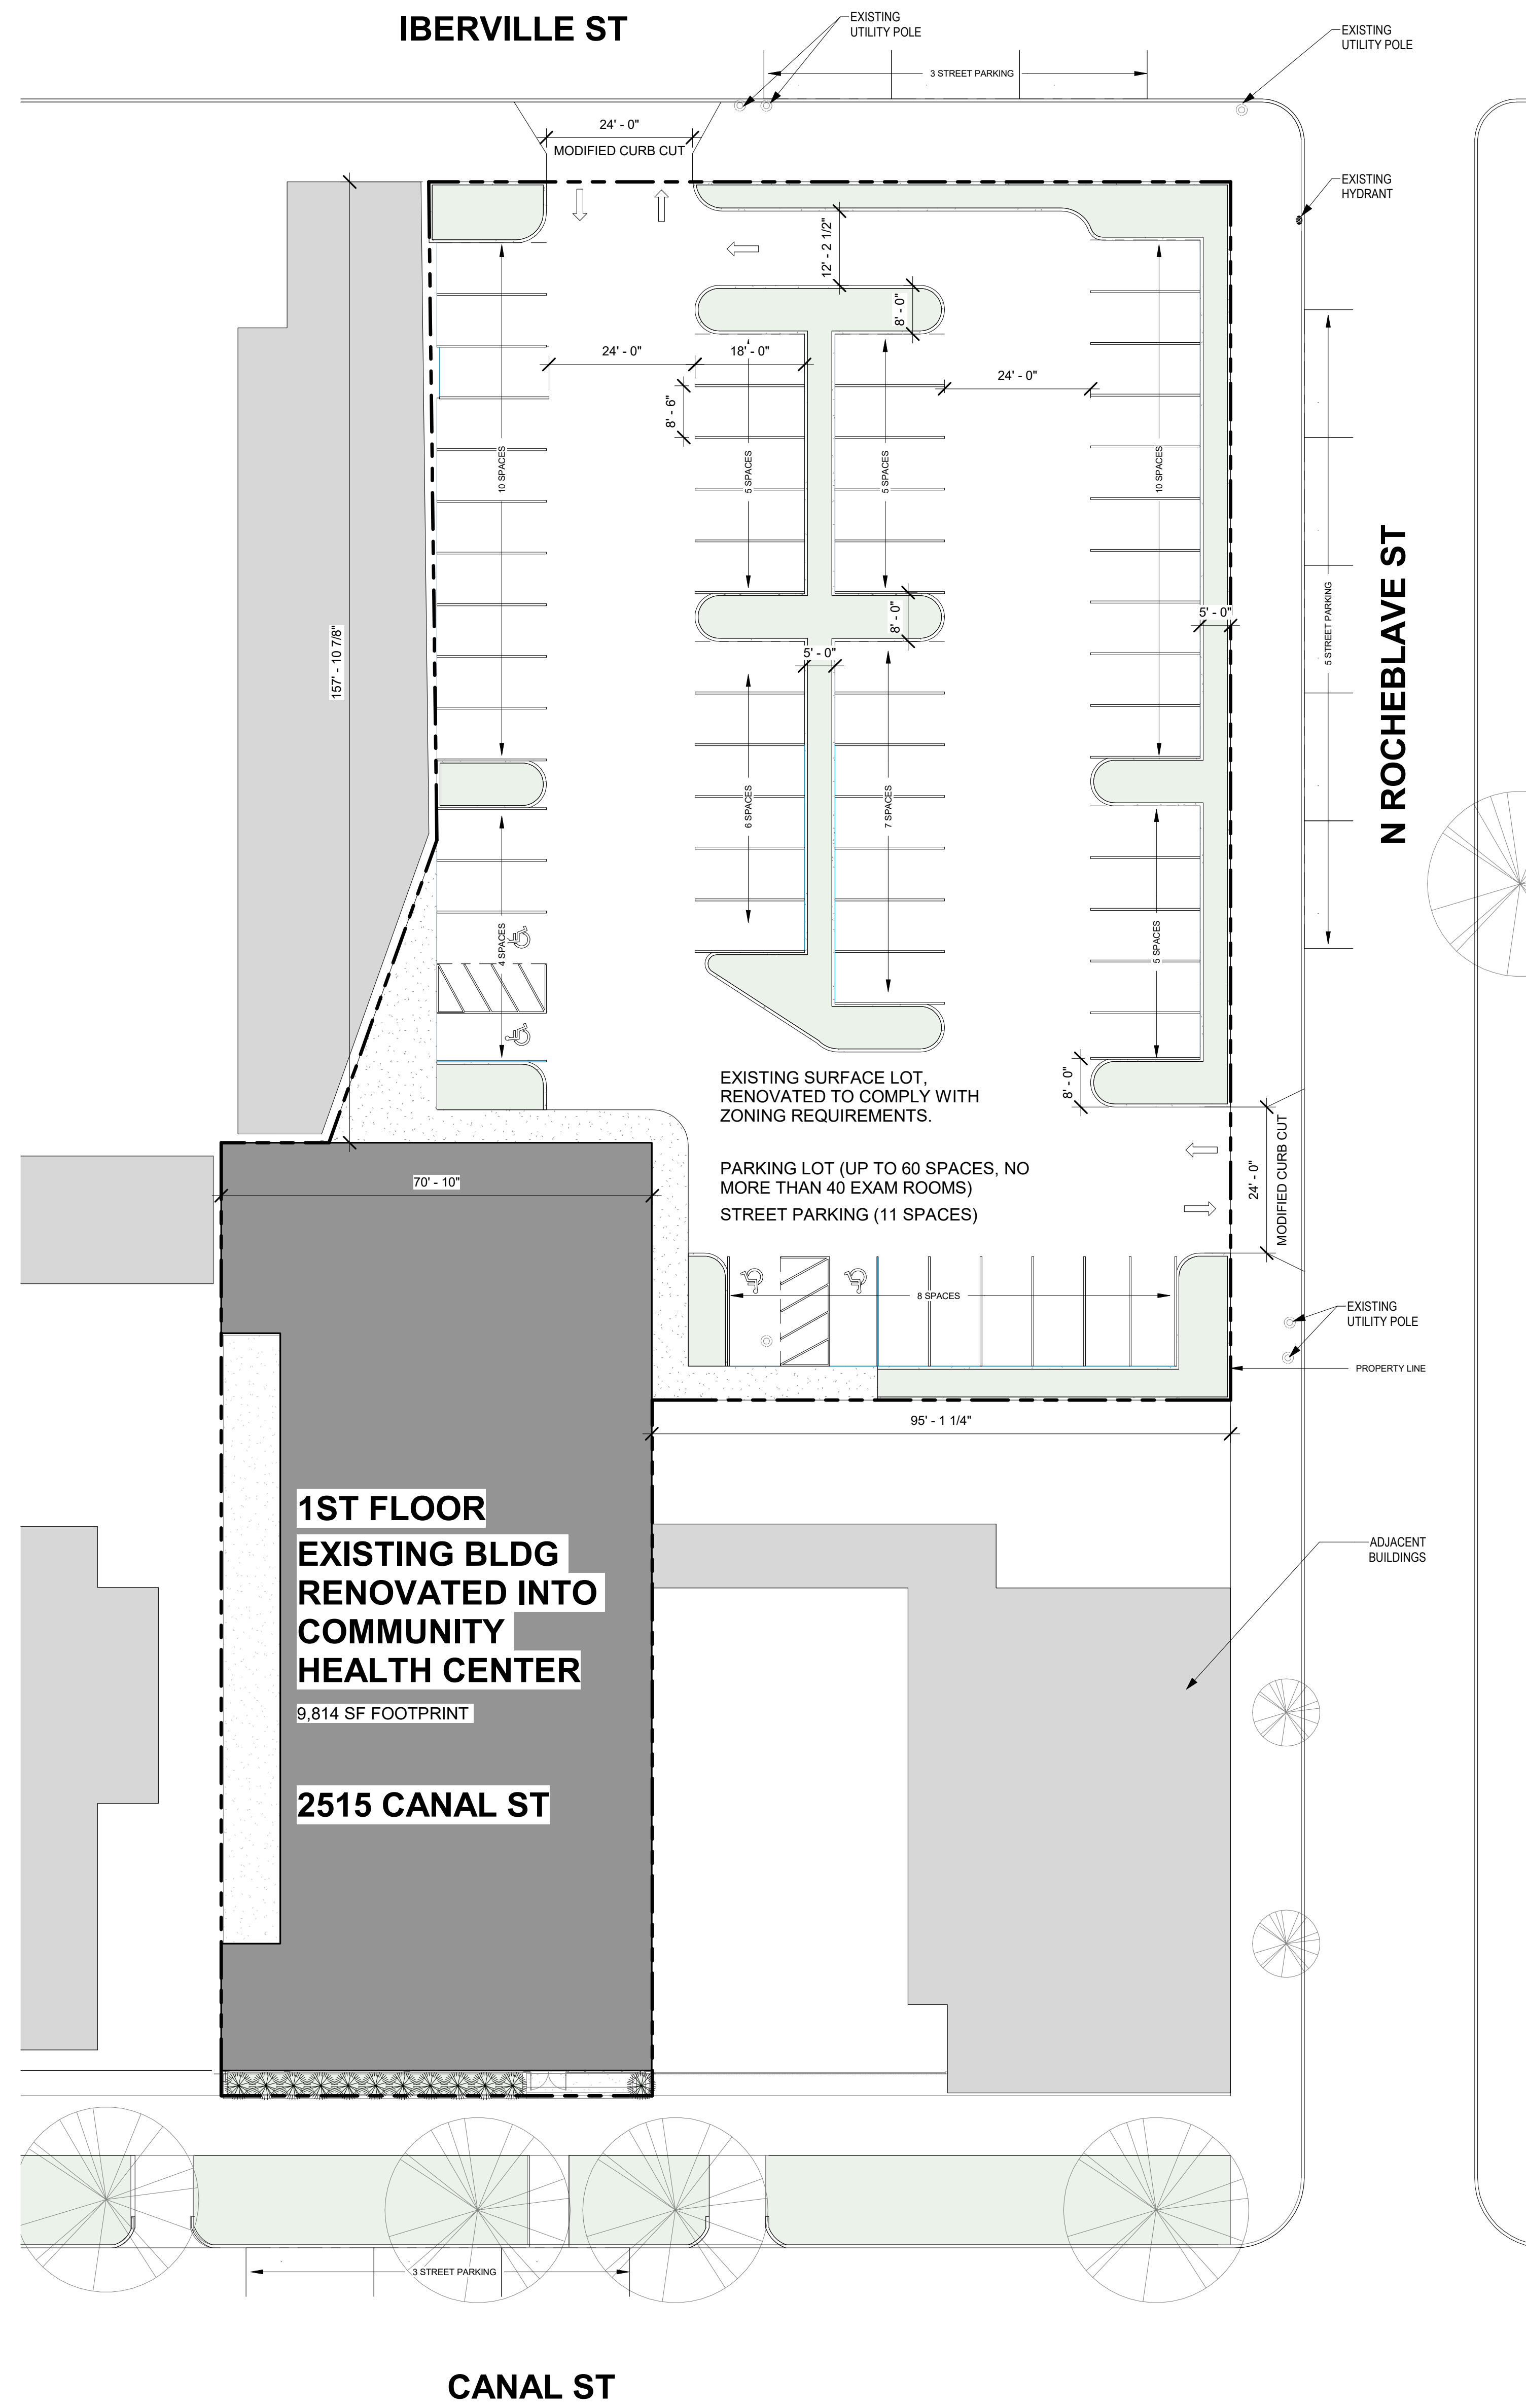 IBERVILLE ST
EXISTING
UTILITY POLE
EXISTING
UTILITY POLE
3 STREET PARKING
24' - 0"
MODIFIED CURB CUT
EXISTING
HYDRANT
12' - 2 1/2"
8' - 0"
24' - 0"
18' - 0"
24' - 0"
8' - 6"
10 SPACES
5 SPACES
5 SPACES
10 SPACES
N ROCHEBLAVE ST
5 STREET PARKING
8' - 0"
5' - 0"
5' - 0"
157' - 10 7/8"
6 SPACES
7 SPACES
4 SPACES
5 SPACES
8' - 0"
EXISTING SURFACE LOT,
RENOVATED TO COMPLY WITH
ZONING REQUIREMENTS.
PARKING LOT (UP TO 60 SPACES, NO
MORE THAN 40 EXAM ROOMS)
STREET PARKING (11 SPACES)
24' - 0"
MODIFIED CURB CUT
70' - 10"
8 SPACES
EXISTING
UTILITY POLE
PROPERTY LINE
95' - 1 1/4"
1ST FLOOR
EXISTING BLDG
RENOVATED INTO
COMMUNITY
HEALTH CENTER
9,814 SF FOOTPRINT
2515 CANAL ST
ADJACENT
BUILDINGS
3 STREET PARKING
CANAL ST